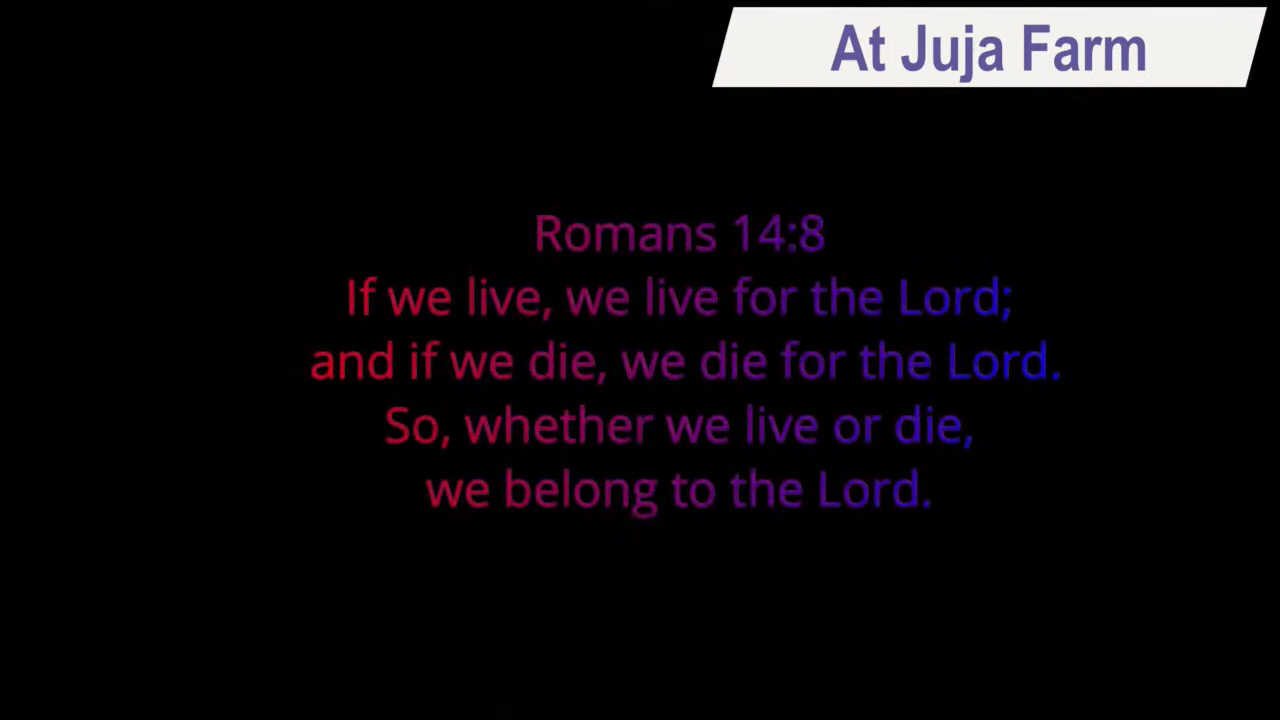 At Juja Farm
Romans 14:8
If we live, we live for the Lord;
and if we die, we die for the Lord.
So, whether we live or die,
we belong to the Lord.